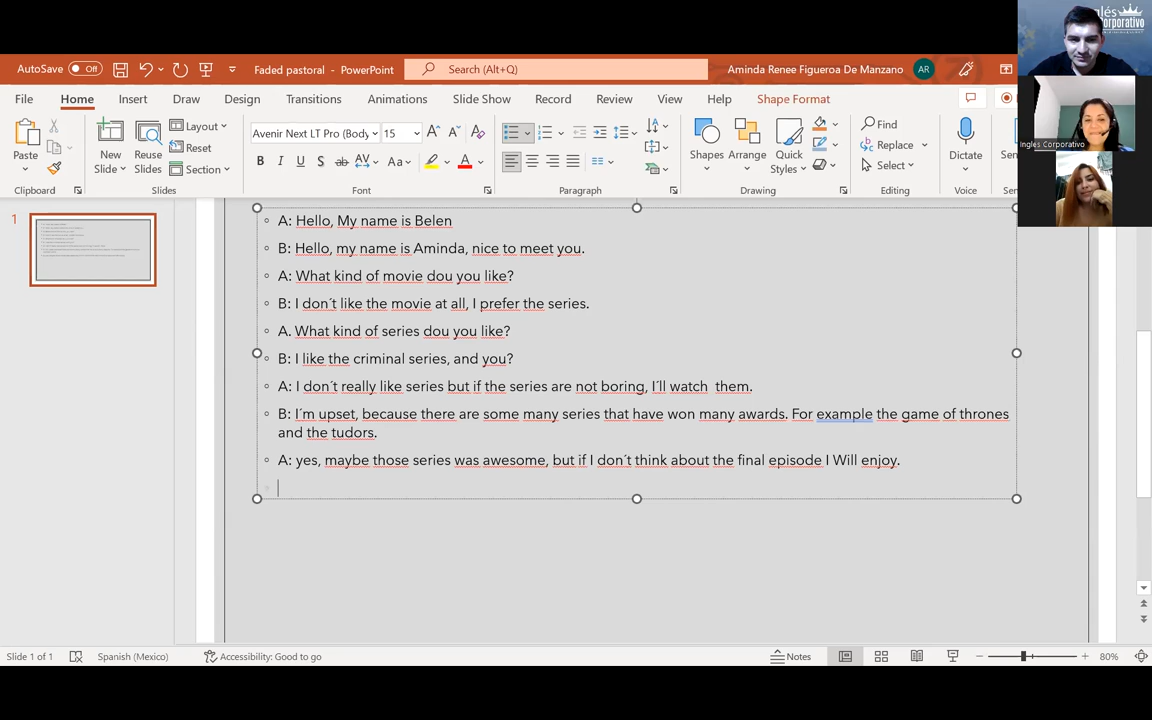 Inglés
Corporativo
AutoSave Off
Faded pastoral - PowerPoint
Search (Alt+Q)
Aminda Renee Figueroa De Manzano AR
File Home Insert Draw Design Transitions Animations Slide Show Record Review View Help Shape Format
Inglés Corporativo
Paste
New
Slide
Reuse
Slides
Layout
Reset
Section
Avenir Next LT Pro (Body 15
Shapes
Arrange
Quick
Styles
Find
Replace
Select
Dictate
Clipboard Slides Font Paragraph Drawing Editing Voice
1
A: Hello, My name is Belen
B: Hello, my name is Aminda, nice to meet you.
A: What kind of movie dou you like?
B: I don´t like the movie at all, I prefer the series.
A. What kind of series dou you like?
B: I like the criminal series, and you?
A: I don´t really like series but if the series are not boring, I´ll watch them.
B: I´m upset, because there are some many series that have won many awards. For example the game of thrones
and the tudors.
A: yes, maybe those series was awesome, but if I don´t think about the final episode I Will enjoy.
Slide 1 of 1 Spanish (Mexico) Accessibility: Good to go Notes 80%